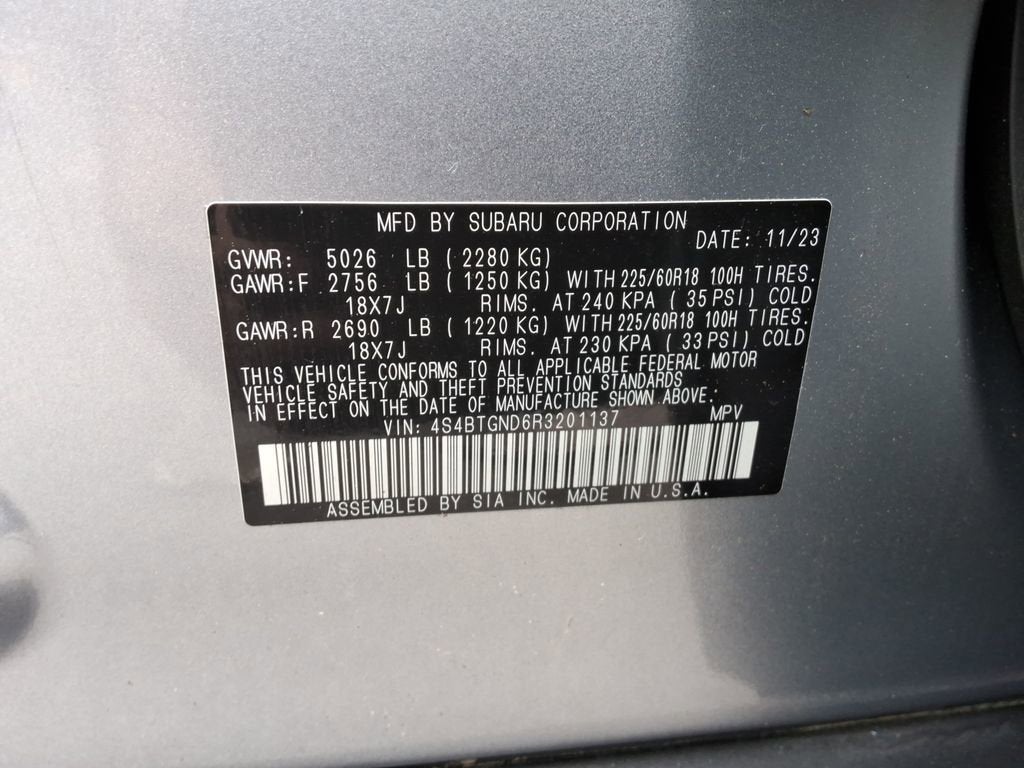 MFD BY SUBARU CORPORATION
DATE: 11/23
GVWR: 5026 LB ( 2280 KG)
GAWR:F 2756 LB ( 1250 KG) WITH 225/60R18 100H TIRES.
18X7J RIMS. AT 240 KPA ( 35 PSI) COLD
GAWR:R 2690 LB ( 1220 KG) WITH 225/60R18 100H TIRES.
18X7J RIMS. AT 230 KPA ( 33 PSI) COLD
THIS VEHICLE CONFORMS TO ALL APPLICABLE FEDERAL MOTOR
VEHICLE SAFETY AND THEFT PREVENTION STANDARDS
IN EFFECT ON THE DATE OF MANUFACTURE SHOWN ABOVE.
VIN: 4S4BTGND6R3201137 MPV
ASSEMBLED BY SIA INC. MADE IN U.S.A.